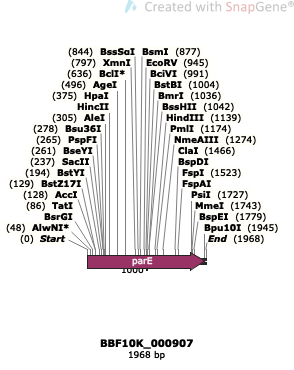 Created with SnapGene®
(844) BssSαI BsmI (877)
(797) XmnI EcoRV (945)
(636) BclI* BciVI (991)
(496) AgeI BstBI (1004)
(375) HpaI BmrI (1036)
HincII BssHII (1042)
(305) AleI HindIII (1139)
(278) Bsu36I PmlI (1174)
(265) PspFI NmeAIII (1274)
(261) BseYI ClaI (1466)
(237) SacII BspDI
(194) BstYI FspI (1523)
(129) BstZ17I FspAI
(128) AccI PsiI (1727)
(86) TatI MmeI (1743)
BsrGI BspEI (1779)
(48) AlwNI* Bpu10I (1945)
(0) Start End (1968)
parE
1000
BBF10K_000907
1968 bp